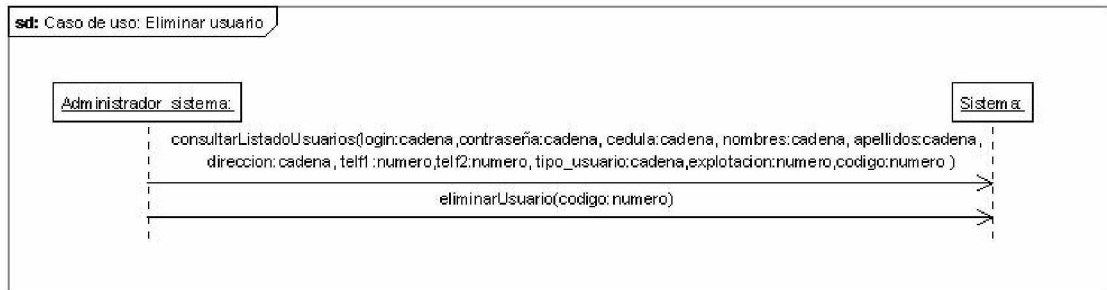 sd: Caso de uso: Eliminar usuario
Administrador_sistema:
Sistema:
consultarListadoUsuarios(login:cadena,contraseña:cadena, cedula:cadena, nombres:cadena, apellidos:cadena,
direccion:cadena, telf1:numero,telf2:numero, tipo_usuario:cadena,explotacion:numero,codigo:numero )
eliminarUsuario(codigo:numero)